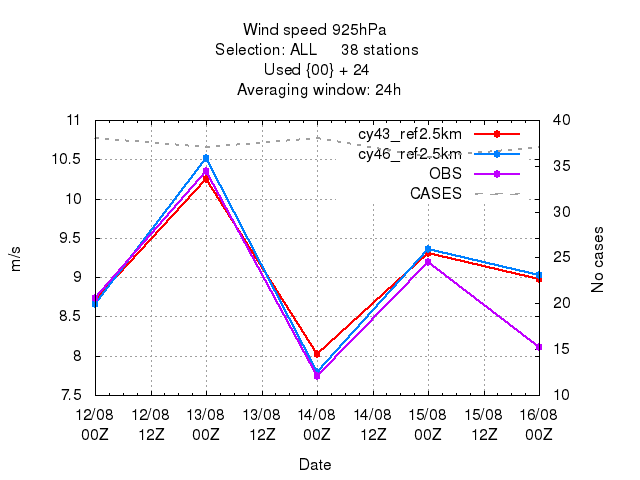 Wind speed 925hPa
Selection: ALL 38 stations
Used {00} + 24
Averaging window: 24h
11
10.5
10
9.5
9
8.5
8
7.5
m/s
40
35
30
25
20
15
10
No cases
cy43_ref2.5km
cy46_ref2.5km
OBS
CASES
12/08 12/08 13/08 13/08 14/08 14/08 15/08 15/08 16/08
00Z 12Z 00Z 12Z 00Z 12Z 00Z 12Z 00Z
Date